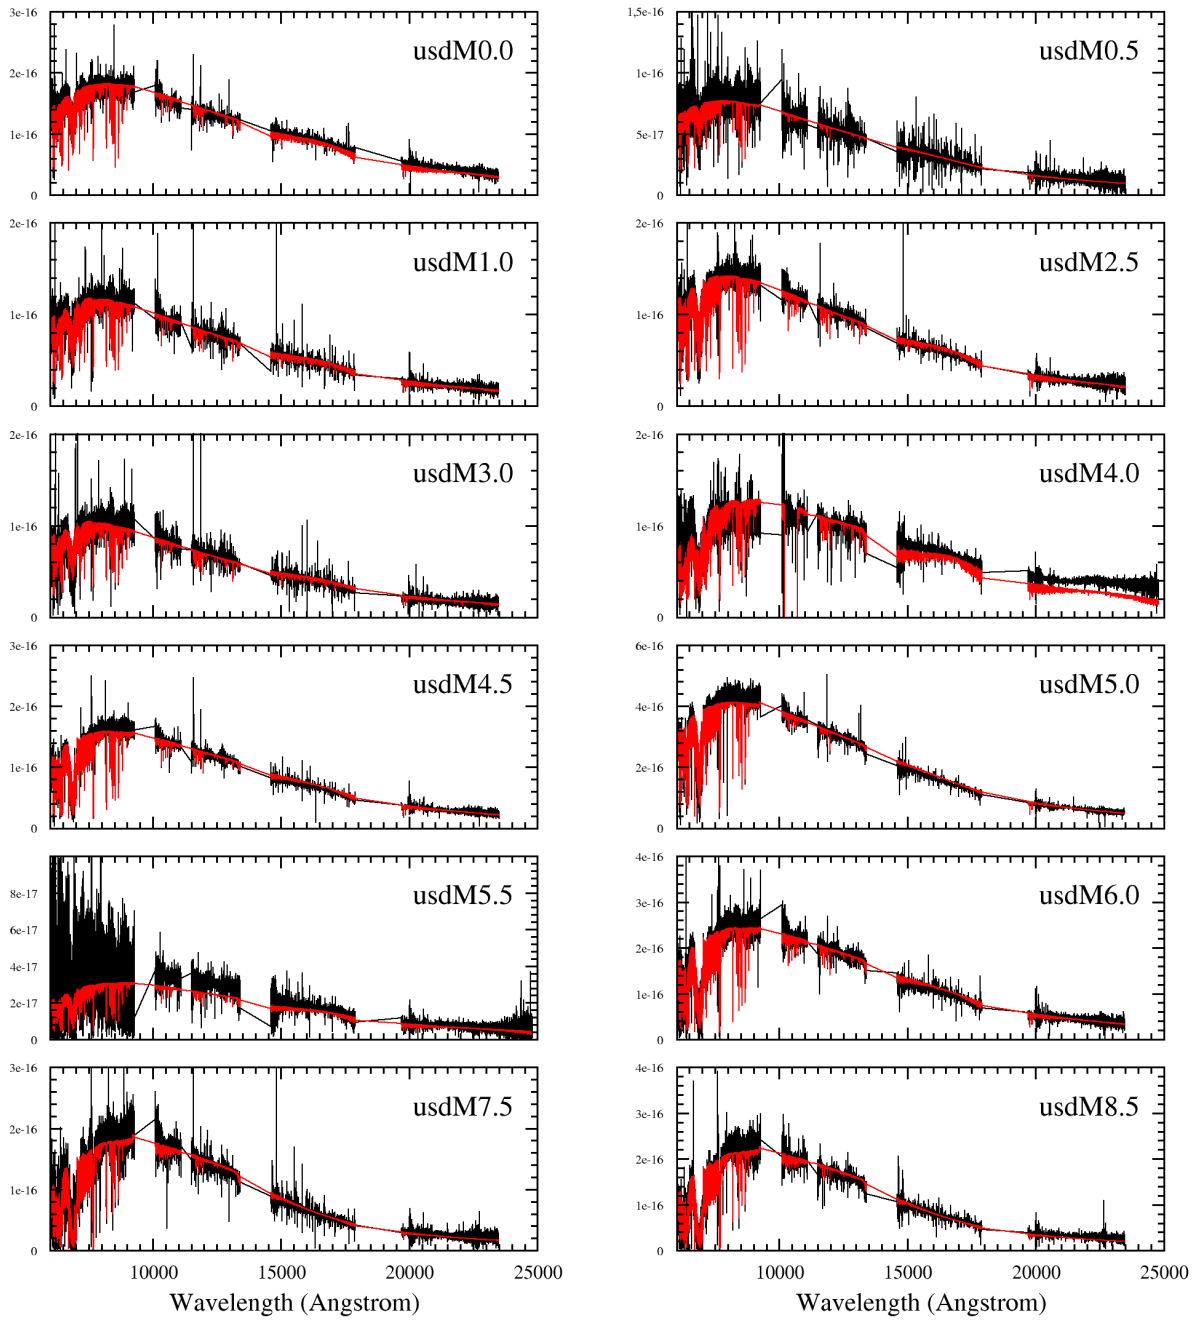 3e-16
2e-16
1e-16
0
usdM0.0
1,5e-16
1e-16
5e-17
0
usdM0.5
2e-16
1e-16
0
usdM1.0
2e-16
1e-16
0
usdM2.5
2e-16
1e-16
0
usdM3.0
2e-16
1e-16
0
usdM4.0
3e-16
2e-16
1e-16
0
usdM4.5
6e-16
4e-16
2e-16
0
usdM5.0
8e-17
6e-17
4e-17
2e-17
0
usdM5.5
4e-16
3e-16
2e-16
1e-16
0
usdM6.0
3e-16
2e-16
1e-16
0
usdM7.5
4e-16
3e-16
2e-16
1e-16
0
usdM8.5
10000 15000 20000 25000
Wavelength (Angstrom)
10000 15000 20000 25000
Wavelength (Angstrom)